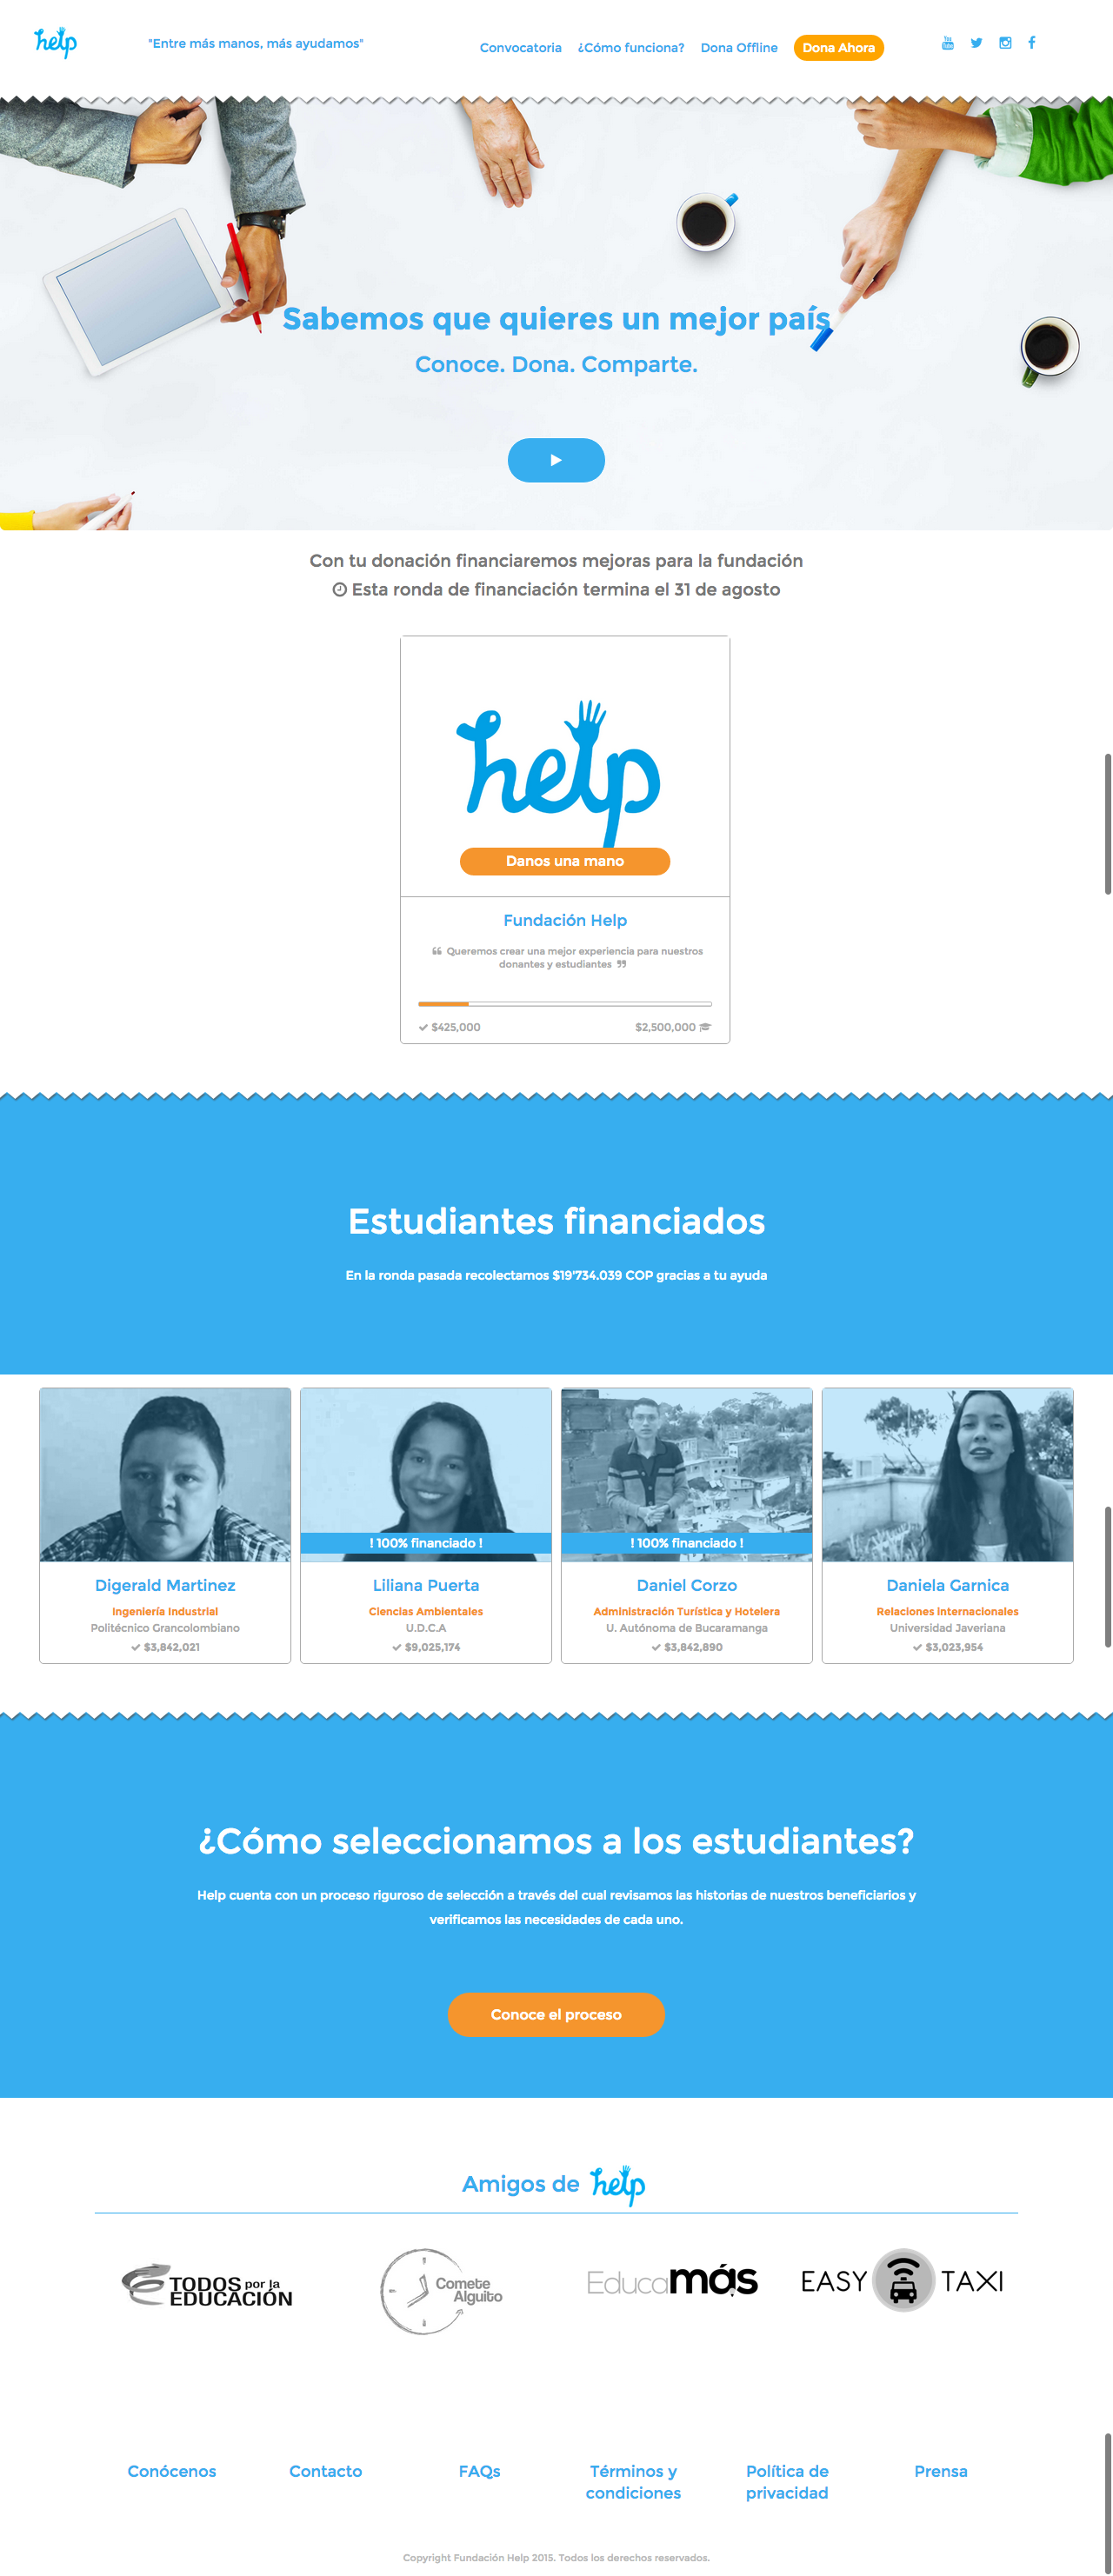 help
"Entre más manos, más ayudamos"
Convocatoria
¿Cómo funciona?
Dona Offline
Dona Ahora
You Tube
Sabemos que quieres un mejor país
Conoce. Dona. Comparte.
Con tu donación financiaremos mejoras para la fundación
Esta ronda de financiación termina el 31 de agosto
help
Danos una mano
Fundación Help
“ Queremos crear una mejor experiencia para nuestros
donantes y estudiantes ”
$425,000
$2,500,000
Estudiantes financiados
En la ronda pasada recolectamos $19'734.039 COP gracias a tu ayuda
Digerald Martinez
Ingeniería Industrial
Politécnico Grancolombiano
$3,842,021
! 100% financiado !
Liliana Puerta
Ciencias Ambientales
U.D.C.A
$9,025,174
! 100% financiado !
Daniel Corzo
Administración Turística y Hotelera
U. Autónoma de Bucaramanga
$3,842,890
Daniela Garnica
Relaciones internacionales
Universidad Javeriana
$3,023,954
¿Cómo seleccionamos a los estudiantes?
Help cuenta con un proceso riguroso de selección a través del cual revisamos las historias de nuestros beneficiarios y
verificamos las necesidades de cada uno.
Conoce el proceso
Amigos de help
TODOS por la
EDUCACIÓN
Comete
Alguito
Educamás
EASY TAXI
Conócenos
Contacto
FAQs
Términos y
condiciones
Política de
privacidad
Prensa
Copyright Fundación Help 2015. Todos los derechos reservados.